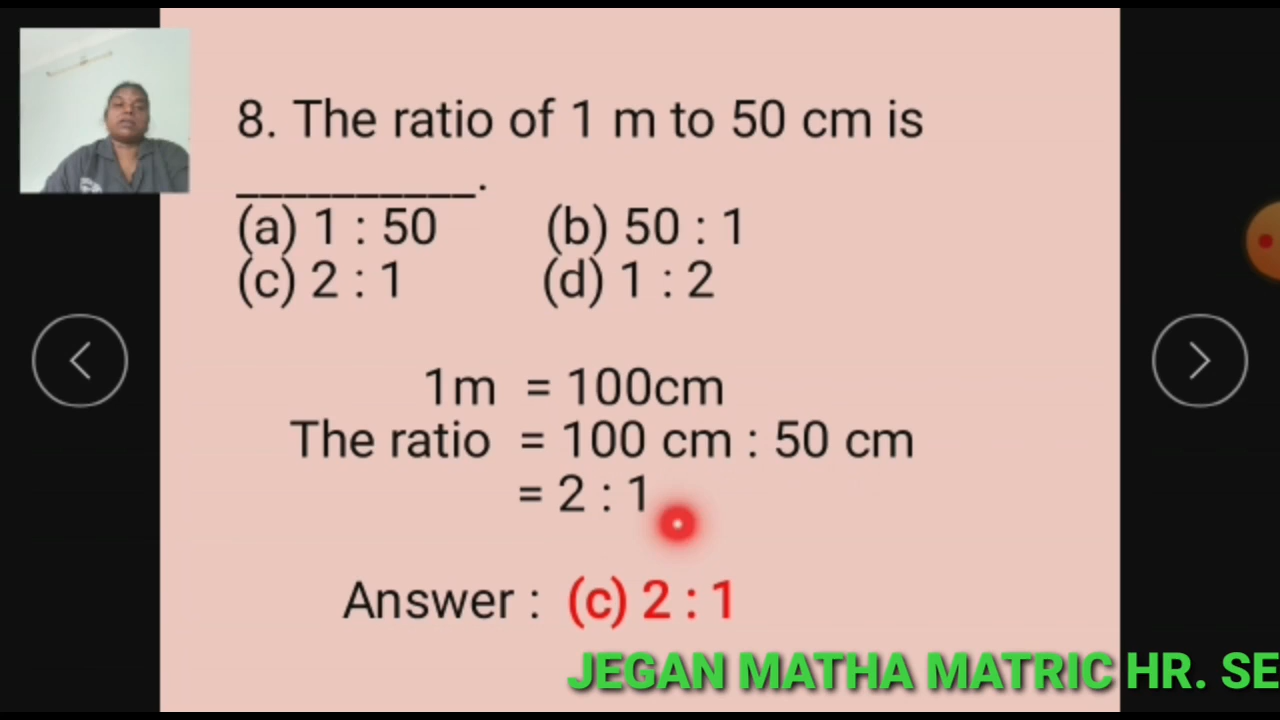 8. The ratio of 1 m to 50 cm is
__________.
(a) 1 : 50 (b) 50 : 1
(c) 2 : 1 (d) 1 : 2
1m = 100cm
The ratio = 100 cm : 50 cm
= 2 : 1
Answer : (c) 2 : 1
JEGAN MATHA MATRIC HR. SE